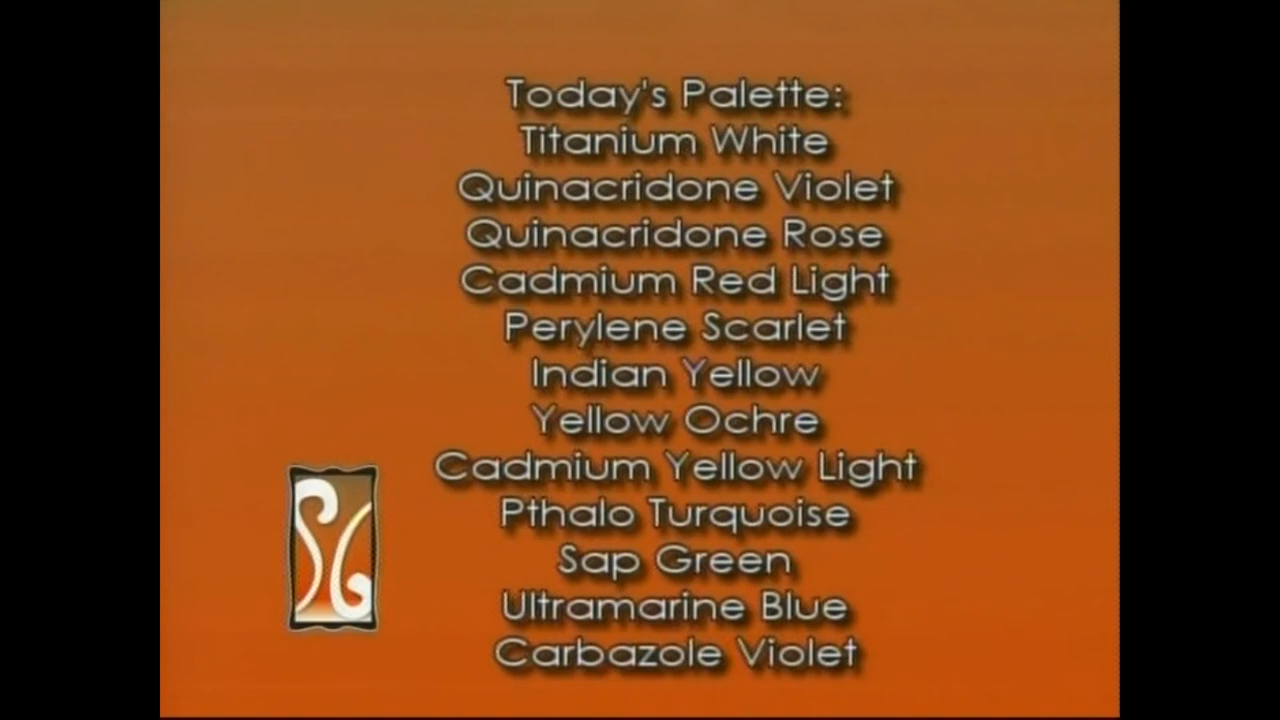 Today's Palette:
Titanium White
Quinacridone Violet
Quinacridone Rose
Cadmium Red Light
Perylene Scarlet
Indian Yellow
Yellow Ochre
Cadmium Yellow Light
Pthalo Turquoise
Sap Green
Ultramarine Blue
Carbazole Violet
SG